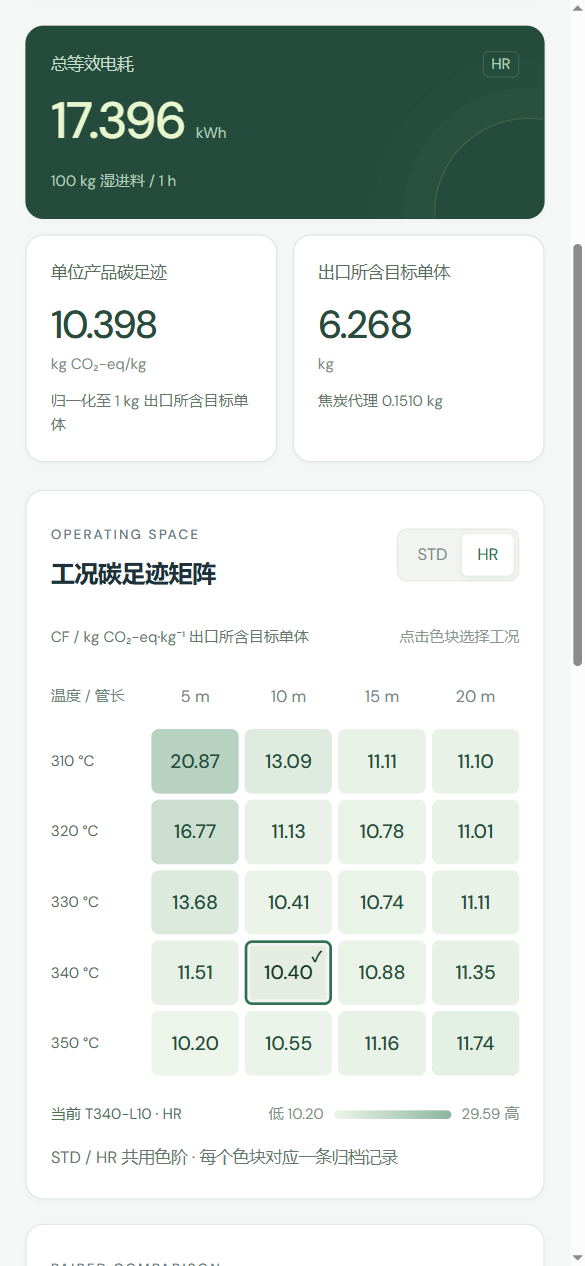 总等效电耗 HR
17.396 kWh
100 kg 湿进料 / 1 h
单位产品碳足迹
10.398
kg CO₂-eq/kg
归一化至 1 kg 出口所含目标单
体
出口所含目标单体
6.268
kg
焦炭代理 0.1510 kg
OPERATING SPACE
工况碳足迹矩阵
STD HR
CF / kg CO₂-eq·kg⁻¹ 出口所含目标单体 点击色块选择工况
温度 / 管长 5 m 10 m 15 m 20 m
310 °C 20.87 13.09 11.11 11.10
320 °C 16.77 11.13 10.78 11.01
330 °C 13.68 10.41 10.74 11.11
340 °C 11.51 10.40 ✓ 10.88 11.35
350 °C 10.20 10.55 11.16 11.74
当前 T340-L10 · HR 低 10.20 29.59 高
STD / HR 共用色阶 · 每个色块对应一条归档记录